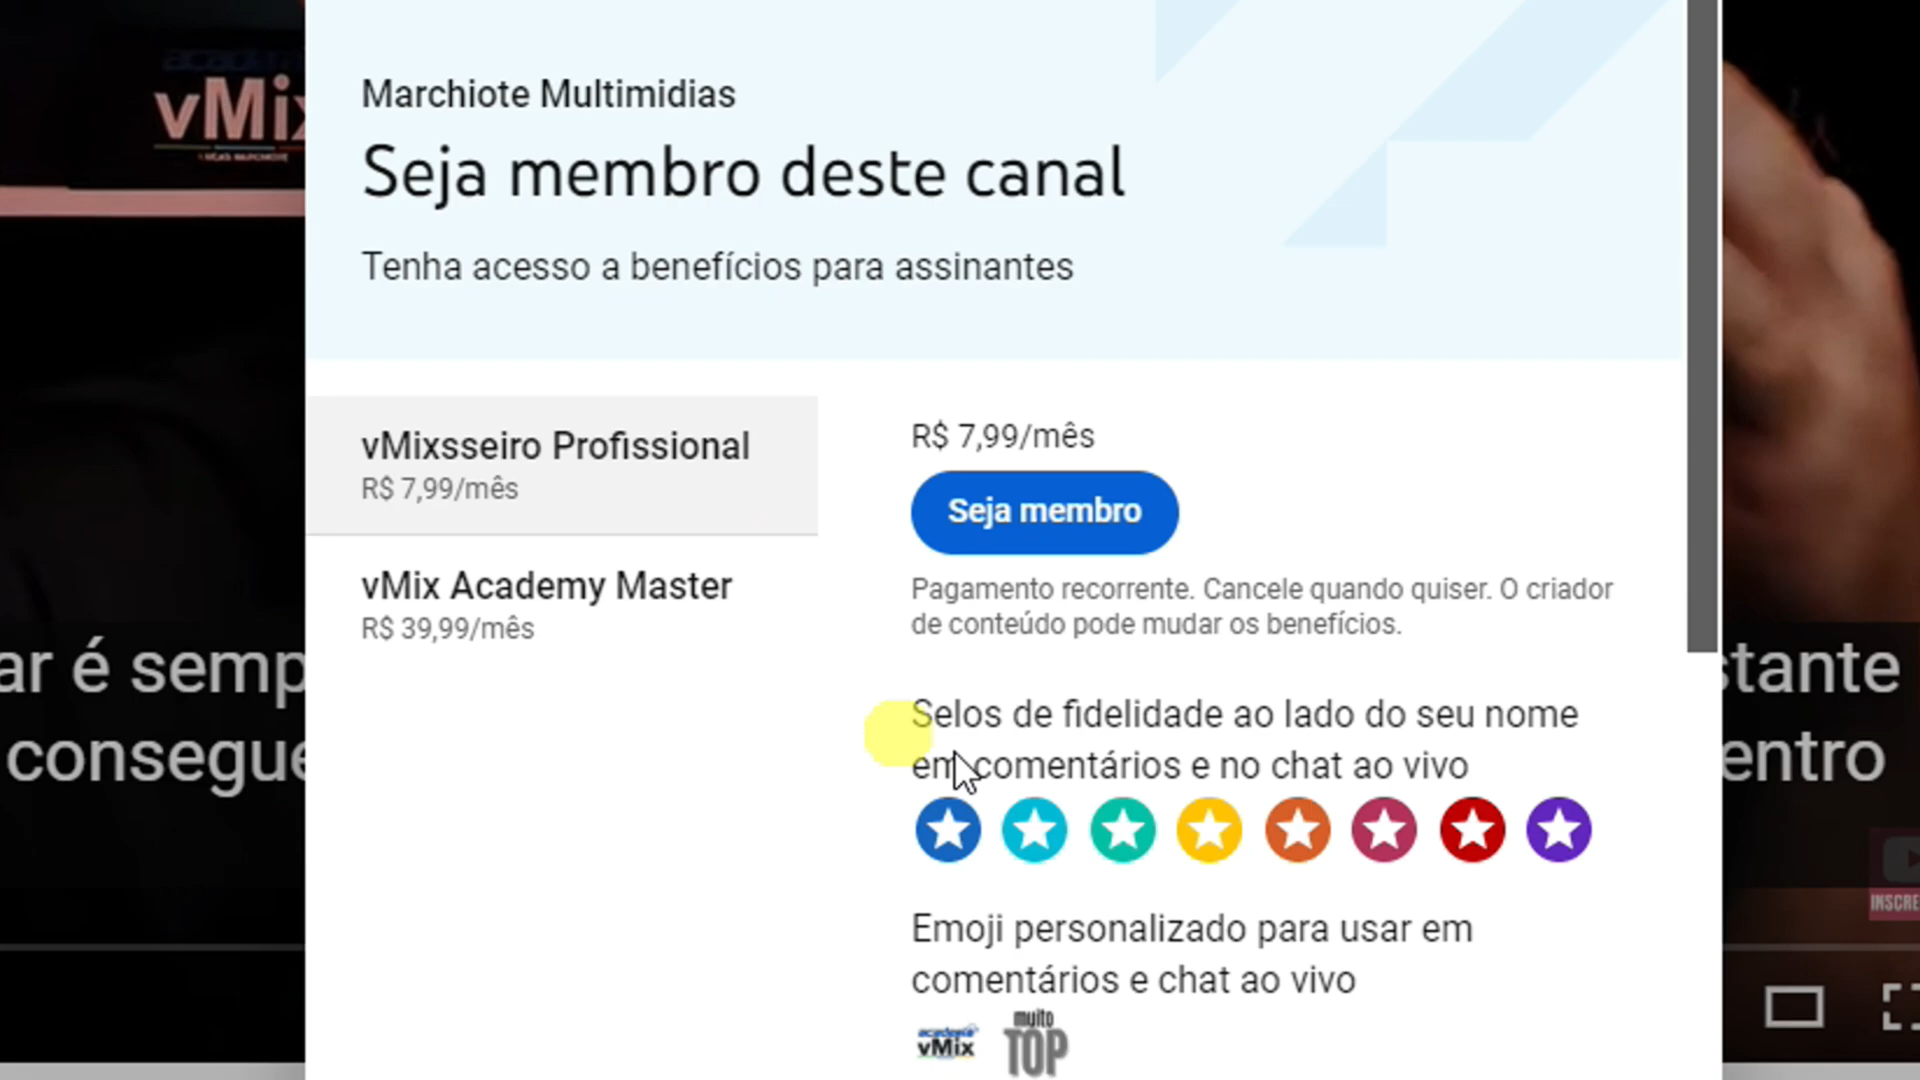 vMix
Marchiote Multimidias
Seja membro deste canal
Tenha acesso a benefícios para assinantes
vMixsseiro Profissional
R$ 7,99/mês
vMix Academy Master
R$ 39,99/mês
R$ 7,99/mês
Seja membro
Pagamento recorrente. Cancele quando quiser. O criador
de conteúdo pode mudar os benefícios.
Selos de fidelidade ao lado do seu nome
em comentários e no chat ao vivo
Emoji personalizado para usar em
comentários e chat ao vivo
academia
vMix
muito
TOP
ar é semp
consegue
stante
entro
INSCRE